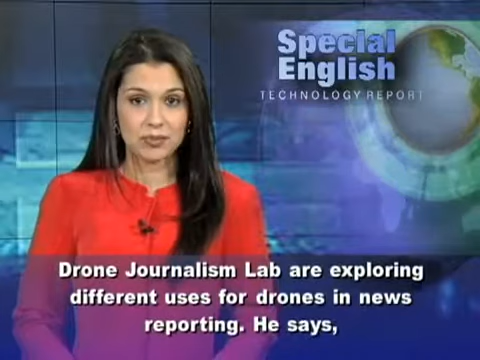 Special
English
TECHNOLOGY REPORT
Drone Journalism Lab are exploring
different uses for drones in news
reporting. He says,